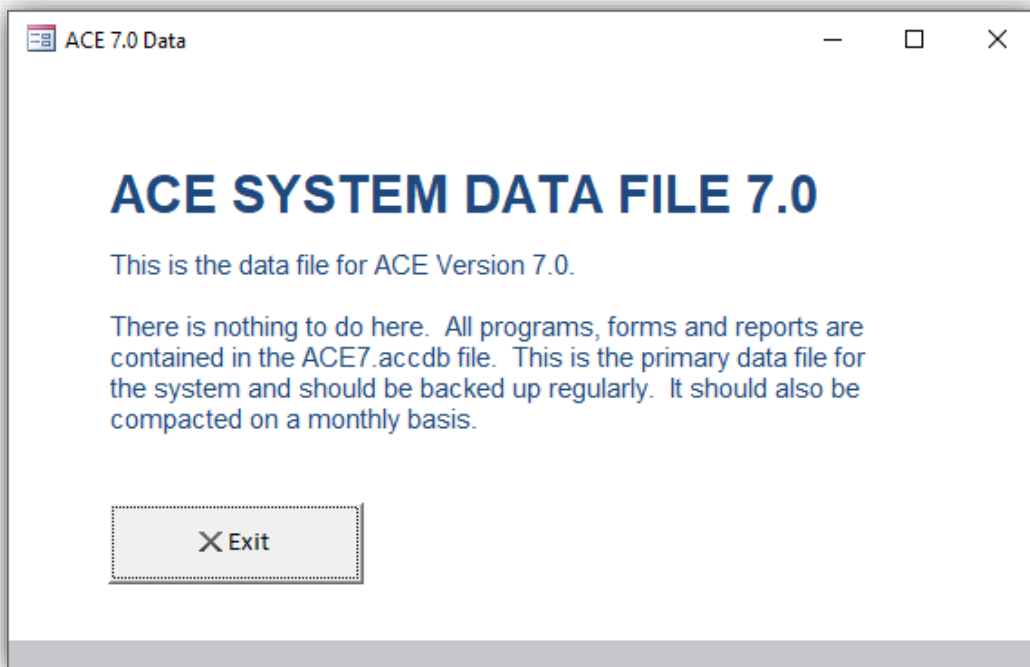 ACE 7.0 Data
ACE SYSTEM DATA FILE 7.0
This is the data file for ACE Version 7.0.
There is nothing to do here.  All programs, forms and reports are
contained in the ACE7.accdb file.  This is the primary data file for
the system and should be backed up regularly.  It should also be
compacted on a monthly basis.
Exit